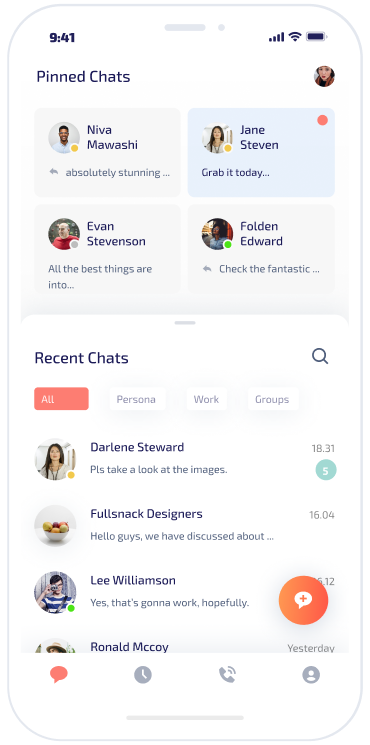 9:41
Pinned Chats
Niva
Mawashi
absolutely stunning ...
Jane
Steven
Grab it today...
Evan
Stevenson
All the best things are
into...
Folden
Edward
Check the fantastic ...
Recent Chats
All
Persona
Work
Groups
Darlene Steward
18.31
Pls take a look at the images.
S
Fullsnack Designers
16.04
Hello guys, we have discussed about ...
Lee Williamson
Yes, that's gonna work, hopefully.
Ronald Mccoy
Yesterday